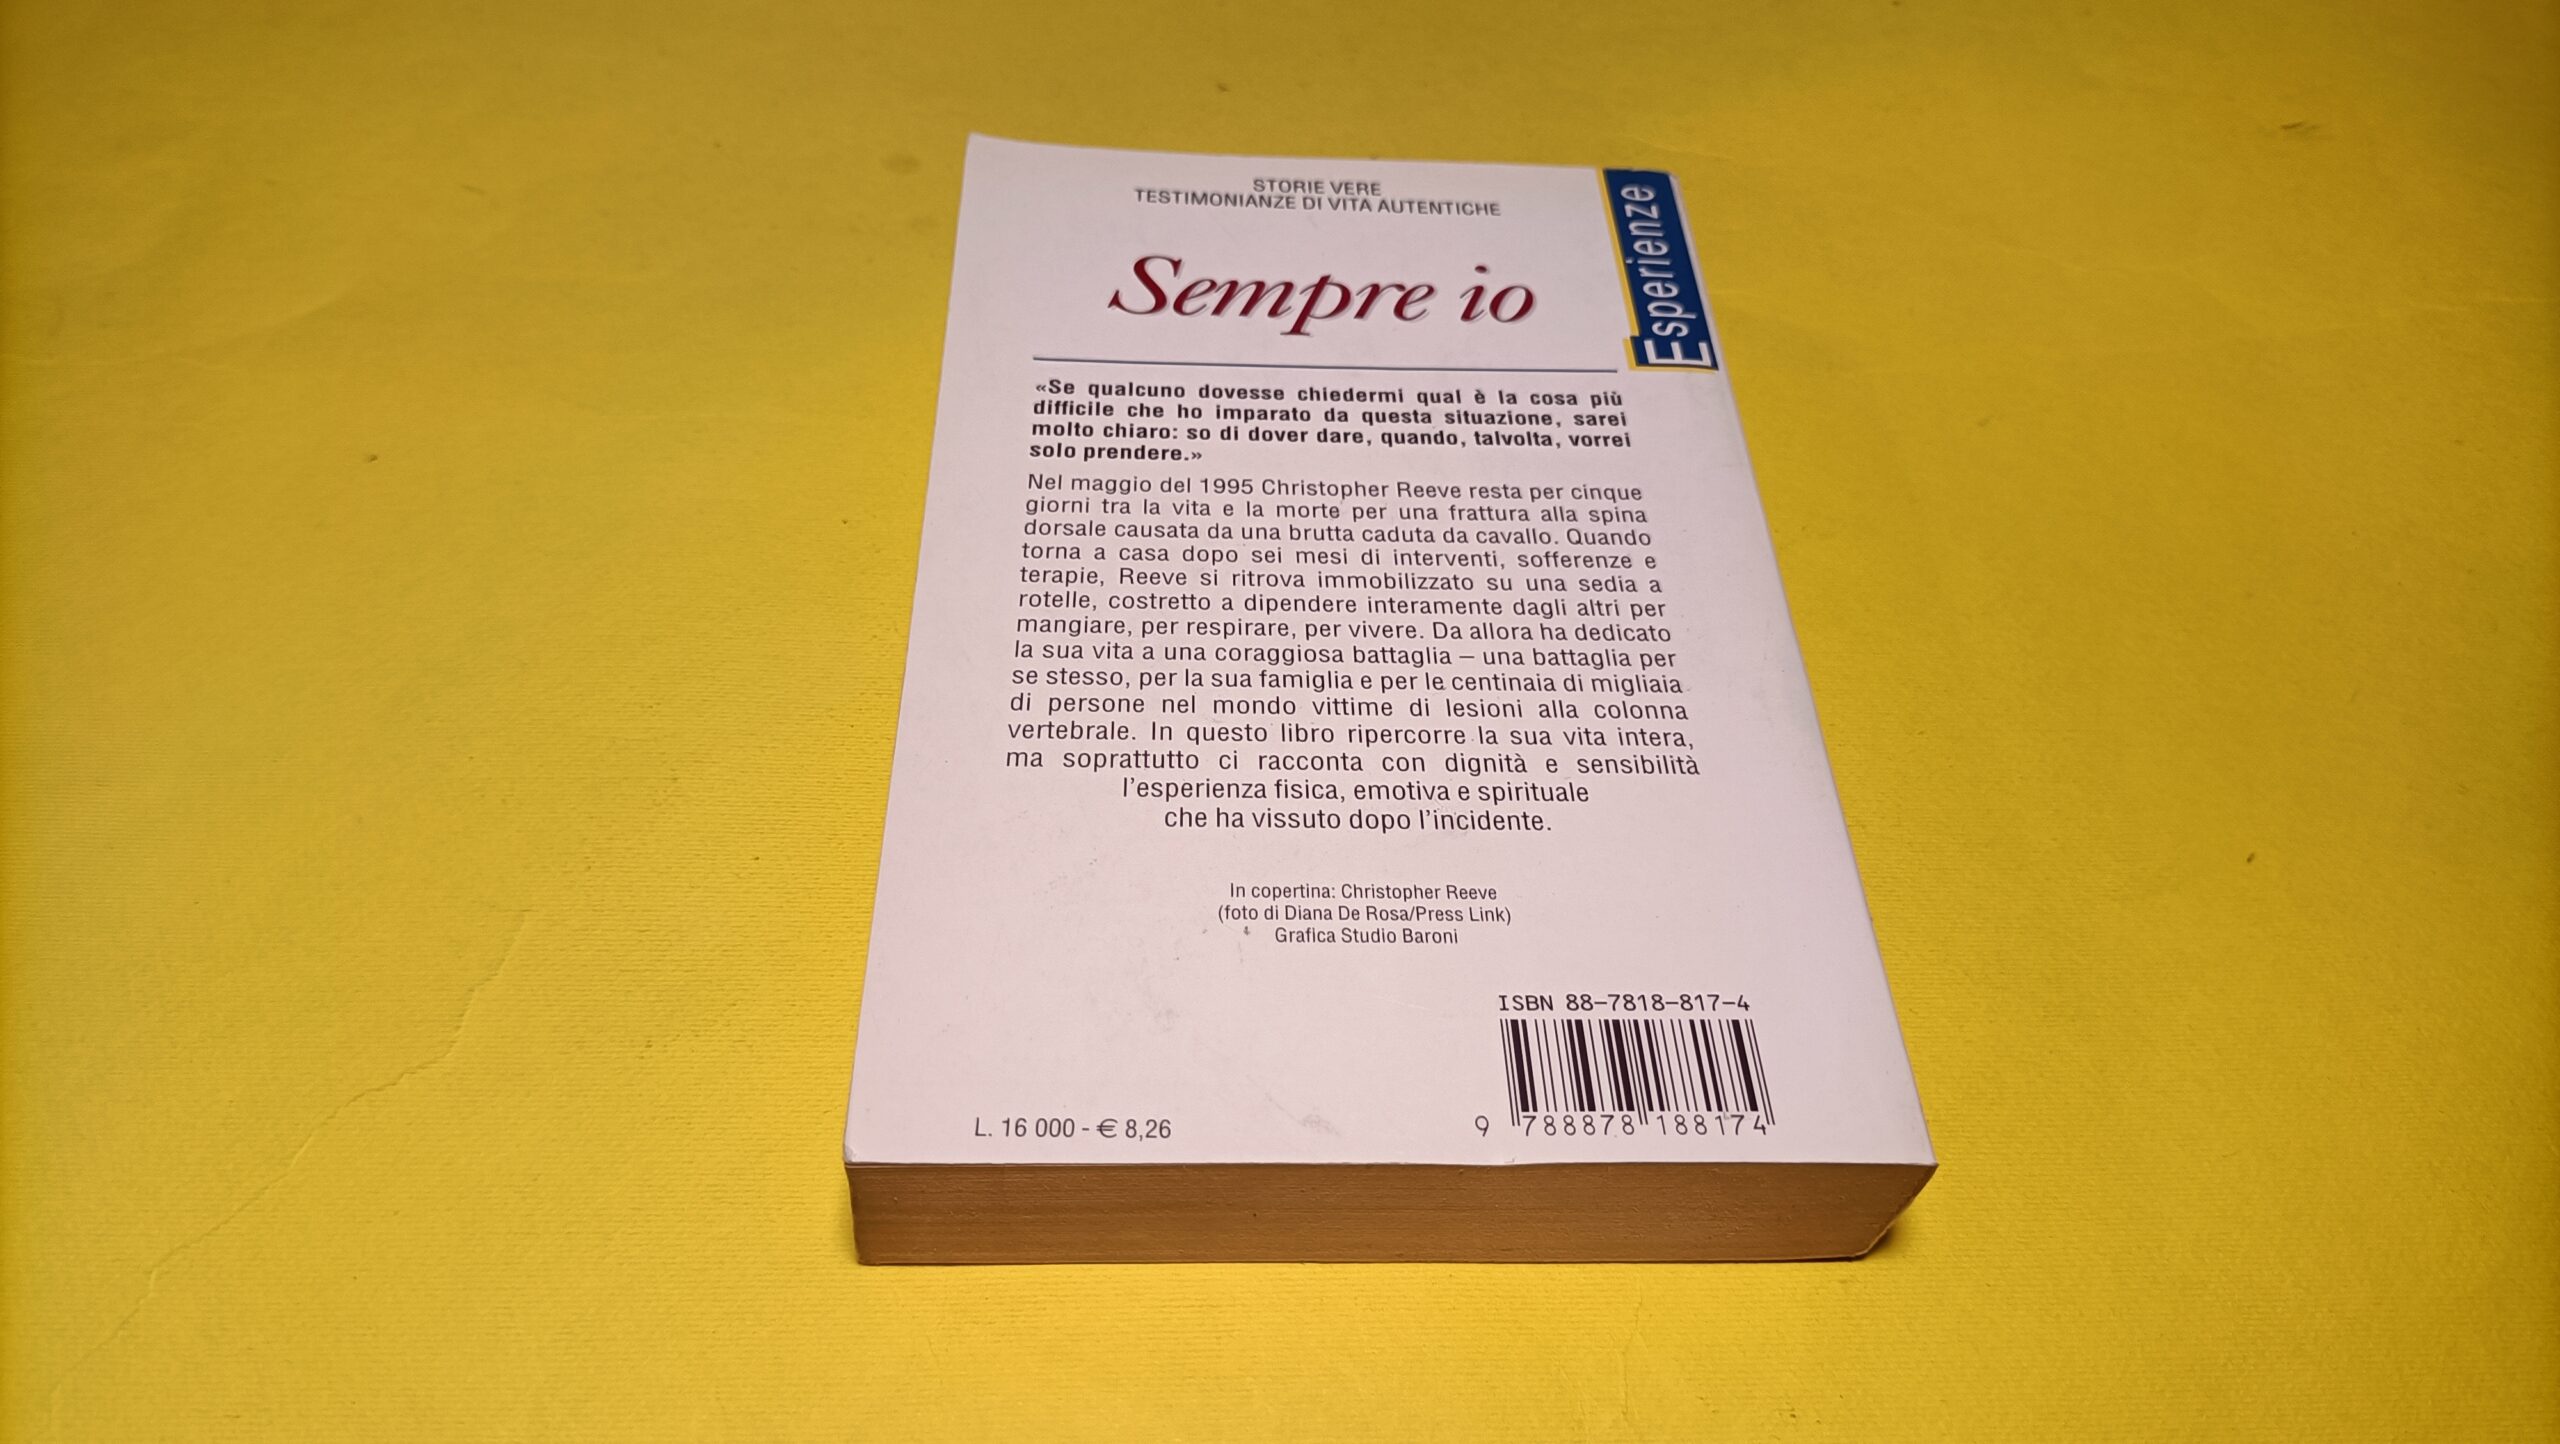 STORIE VERE
TESTIMONIANZE DI VITA AUTENTICHE
Esperienze
Sempre io
«Se qualcuno dovesse chiedermi qual è la cosa più
difficile che ho imparato da questa situazione, sarei
molto chiaro: so di dover dare, quando, talvolta, vorrei
solo prendere.»
Nel maggio del 1995 Christopher Reeve resta per cinque
giorni tra la vita e la morte per una frattura alla spina
dorsale causata da una brutta caduta da cavallo. Quando
torna a casa dopo sei mesi di interventi, sofferenze e
terapie, Reeve si ritrova immobilizzato su una sedia a
rotelle, costretto a dipendere interamente dagli altri per
mangiare, per respirare, per vivere. Da allora ha dedicato
la sua vita a una coraggiosa battaglia – una battaglia per
se stesso, per la sua famiglia e per le centinaia di migliaia
di persone nel mondo vittime di lesioni alla colonna
vertebrale. In questo libro ripercorre la sua vita intera,
ma soprattutto ci racconta con dignità e sensibilità
l'esperienza fisica, emotiva e spirituale
che ha vissuto dopo l'incidente.
In copertina: Christopher Reeve
(foto di Diana De Rosa/Press Link)
Grafica Studio Baroni
ISBN 88-7818-817-4
9 788878 188174
L. 16 000 - € 8,26